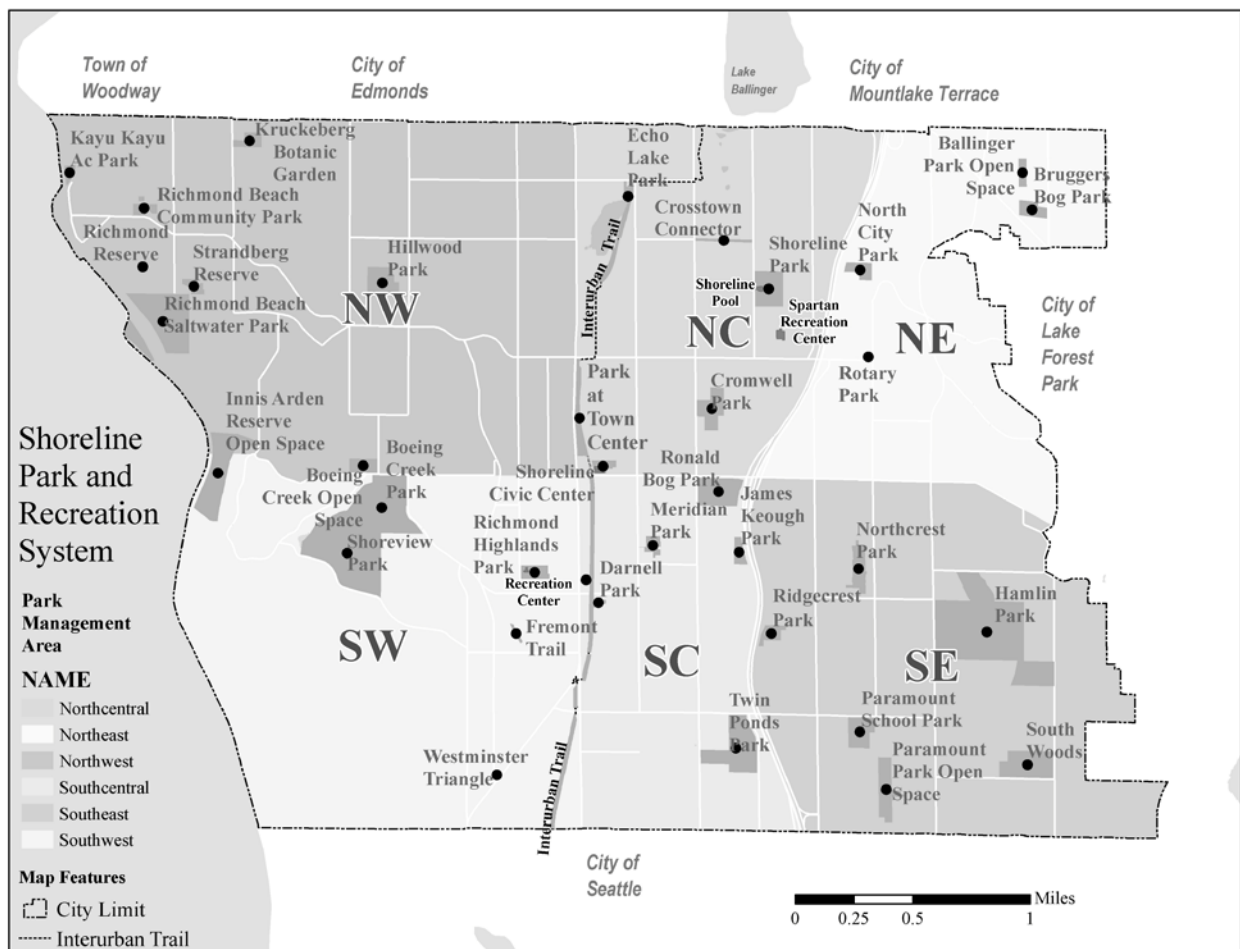 Town of
Woodway
City of
Edmonds
Lake
Ballinger
City of
Mountlake Terrace
Kayu Kayu
Ac Park
Kruckeberg
Botanic
Garden
Echo
Lake
Park
Ballinger
Park Open
Space
Bruggers
Bog Park
Richmond Beach
Community Park
Richmond
Reserve
Strandberg
Reserve
Hillwood
Park
Crosstown
Connector
Shoreline
Park
North
City
Park
Interurban Trail
Shoreline
Pool
Spartan
Recreation
Center
Richmond Beach
Saltwater Park
NW
NC
NE
City of
Lake
Forest
Park
Rotary
Park
Park
at
Town
Center
Cromwell
Park
Innis Arden
Reserve
Open Space
Boeing
Creek
Park
Boeing
Creek Open
Space
Shoreline
Civic Center
Ronald
Bog Park
Shoreline
Park and
Recreation
System
Shoreview
Park
Richmond
Highlands
Park
Recreation
Center
Meridian
Park
James
Keough
Park
Northcrest
Park
Darnell
Park
Ridgecrest
Park
Hamlin
Park
Fremont
Trail
SW
SC
SE
Twin
Ponds
Park
Paramount
School Park
South
Woods
Paramount
Park Open
Space
Westminster
Triangle
Interurban Trail
Park
Management
Area
NAME
Northcentral
Northeast
Northwest
Southcentral
Southeast
Southwest
Map Features
City Limit
Interurban Trail
City of
Seattle
Miles
0 0.25 0.5 1